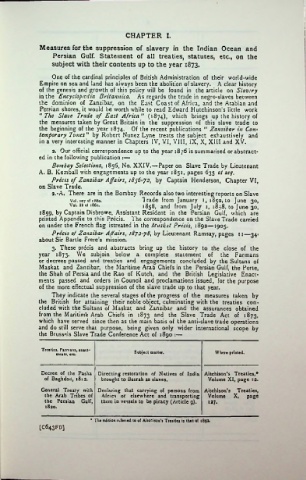 CHAPTER I.
Measures for the suppression of slavery in the Indian Ocean and
Persian Gulf. Statement of all treaties, statutes, etc., on the
subject with their contents up to the year 1873.
One of the cardinal principles of British Administration of their world-wide
Empire on sea and land has always been the abolition of slavery. A clear history
of the genesis and growth of this policy will be found in the article on Slavery
in the Encyclopædia Britannica. As regards the trade in negro-slaves between
the dominion of Zanzibar, on the East Coast of Africa, and the Arabian and
Persian shores, it would be worth while to read Edward Hutchinson's little work
"The Slave Trade of East Africa" (1874), which brings up the history of
the measures taken by Great Britain in the suppression of this slave trade to
the beginning of the year 1874. Of the recent publications "Zanzibar in Con-
temporary Times" by Robert Nunez Lyne treats the subject exhaustively and
in a very interesting manner in Chapters IV, VI, VIII, IX, X, XIII and XV.
2. Our official correspondence up to the year 1876 is summarised or abstract-
ed in the following publications:—
Bombay Selections, 1856, No. XXIV.—Paper on Slave Trade by Lieutenant
A. B. Kemball with engagements up to the year 1851, pages 635 et seq.
Précis of Zanzibar Affairs, 1856-72, by Captain Henderson, Chapter VI,
on Slave Trade.
2.-A. There are in the Bombay Records also two interesting reports on Slave
Trade from January 1, 1852, to June 30,
1858, and from July 1, 1858, to June 30,
1859, by Captain Disbrowe, Assistant Resident in the Persian Gulf, which are
printed Appendix to this Précis. The correspondence on the Slave Trade carried
on under the French flag intreated in the Maskat Précis, 1892—1905.
Précis of Zanzibar Affairs, 1872-76, by Lieutenant Ramsay, pages 11—34,
about Sir Bartle Frere's mission.
3. These précis and abstracts bring up the history to the close of the
year 1873. We subjoin below a complete statement of the Farmans
or decrees passed and treaties and engagements concluded by the Sultans of
Maskat and Zanzibar, the Maritime Arab Chiefs in the Persian Gulf, the Porte,
the Shah of Persia and the Rao of Kutch, and the British Legislative Enact-
ments passed and orders in Council and proclamations issued, for the purpose
of the more effectual suppression of the slave trade up to that year.
They indicate the several stages of the progress of the measures taken by
the British for attaining their noble object, culminating with the treaties con-
cluded with the Sultans of Maskat and Zanzibar and the assurances obtained
from the Maritime Arab Chiefs in 1873 and the Slave Trade Act of 1873,
which have served since then as the main basis of the anti-slave trade operations
and do still serve that purpose, being given only wider international scope by
the Brussels Slave Trade Conference Act of 1890:—
Subject matter.
Where printed.
Decree of the Pasha
of Baghdad, 1812.
Directing restoration of Natives of India
brought to Basrah as slaves.
Aitchison's Treaties,*
Volume XI, page 12.
General Treaty with
the Arab Tribes of
the Persian Gulf,
1820.
Declaring that carrying of persons from
Africa or elsewhere and transporting
them in vessels to be piracy (Article 9).
Aitchison's Treaties,
Volume X, page
127.
* The edition referred to of Aitchison's Treaties is that of 1892.
[C643FD]